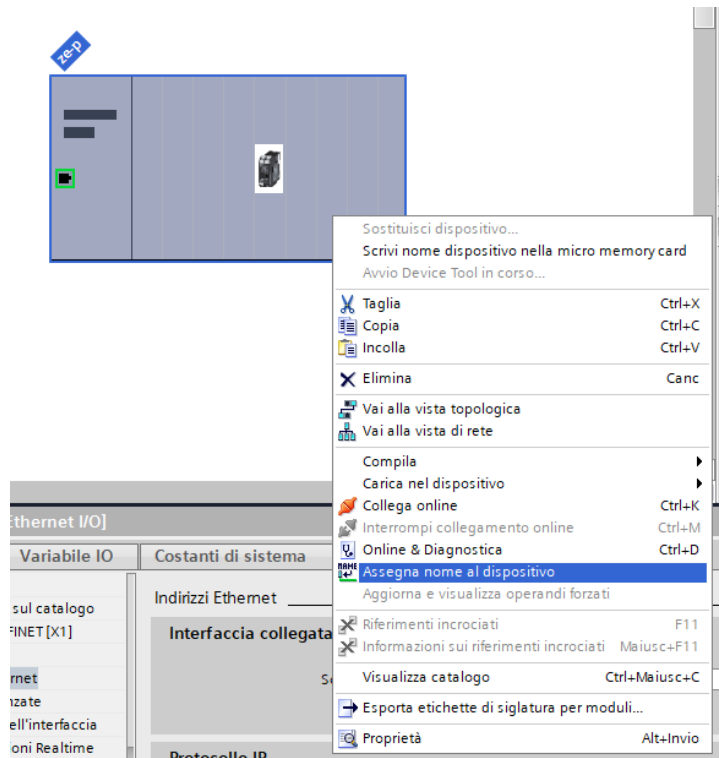 ze-p
Sostituisci dispositivo...
Scrivi nome dispositivo nella micro memory card
Avvio Device Tool in corso...
Taglia Ctrl+X
Copia Ctrl+C
Incolla Ctrl+V
Elimina Canc
Vai alla vista topologica
Vai alla vista di rete
Compila
Carica nel dispositivo
Collega online Ctrl+K
Interrompi collegamento online Ctrl+M
Online & Diagnostica Ctrl+D
NAME Assegna nome al dispositivo
Aggiorna e visualizza operandi forzati
Riferimenti incrociati F11
Informazioni sui riferimenti incrociati Maiusc+F11
Visualizza catalogo Ctrl+Maiusc+C
Esporta etichette di siglatura per moduli...
Proprietà Alt+Invio
thernet I/O]
Variabile IO Costanti di sistema
sul catalogo
FINET [X1]
rnet
nzate
ell'interfaccia
oni Realtime
Indirizzi Ethernet
Interfaccia collegata
Protocollo IP